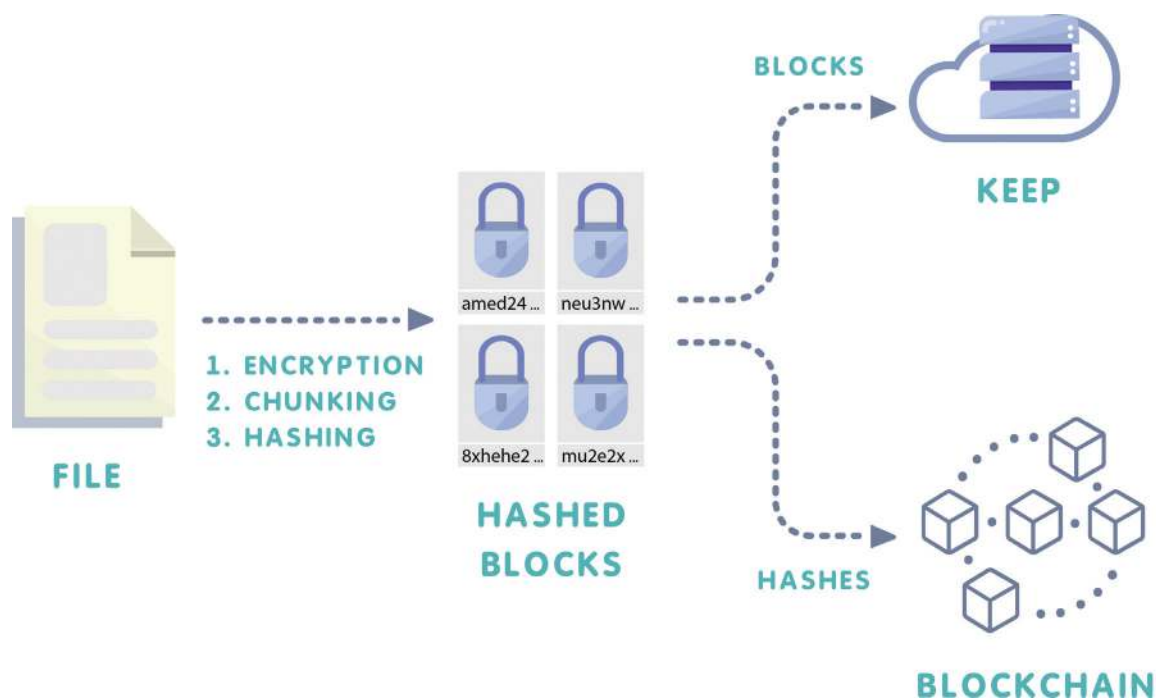 FILE
1. ENCRYPTION
2. CHUNKING
3. HASHING
amed24 ...
neu3nw ...
8xhehe2 ...
mu2e2x ...
HASHED
BLOCKS
BLOCKS
KEEP
HASHES
BLOCKCHAIN